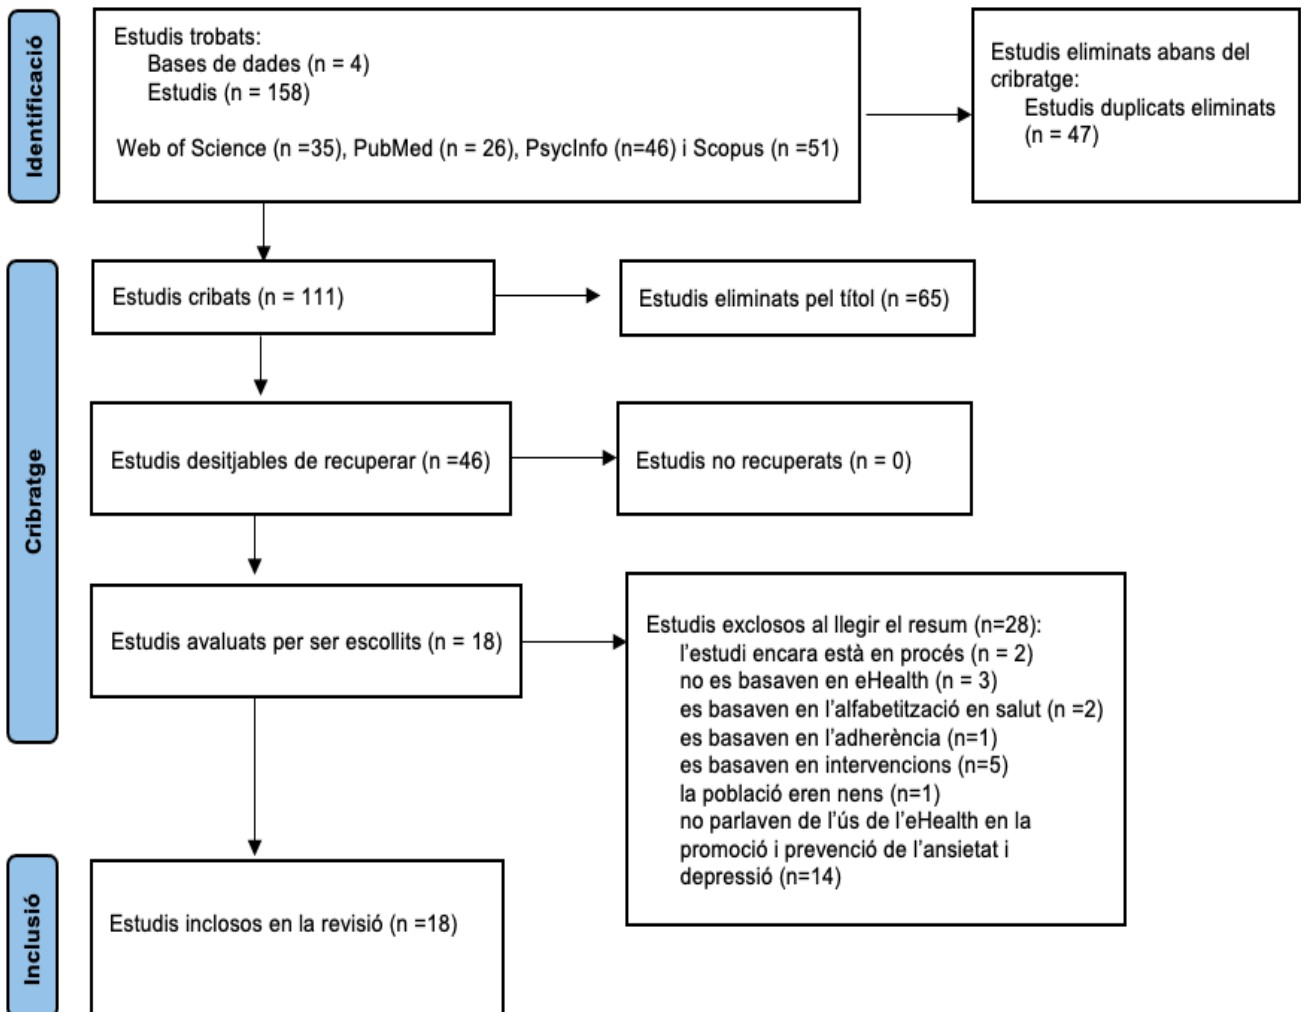 Identificació
Estudis trobats:
Bases de dades (n = 4)
Estudis (n = 158)
Web of Science (n =35), PubMed (n = 26), PsycInfo (n=46) i Scopus (n =51)
Estudis eliminats abans del
cribratge:
Estudis duplicats eliminats
(n = 47)
Cribratge
Estudis cribats (n = 111)
Estudis eliminats pel títol (n =65)
Estudis desitjables de recuperar (n =46)
Estudis no recuperats (n = 0)
Estudis avaluats per ser escollits (n = 18)
Estudis exclosos al llegir el resum (n=28):
l’estudi encara està en procés (n = 2)
no es basaven en eHealth (n = 3)
es basaven en l’alfabetització en salut (n =2)
es basaven en l’adherència (n=1)
es basaven en intervencions (n=5)
la població eren nens (n=1)
no parlaven de l’ús de l’eHealth en la
promoció i prevenció de l’ansietat i
depressió (n=14)
Inclusió
Estudis inclosos en la revisió (n =18)